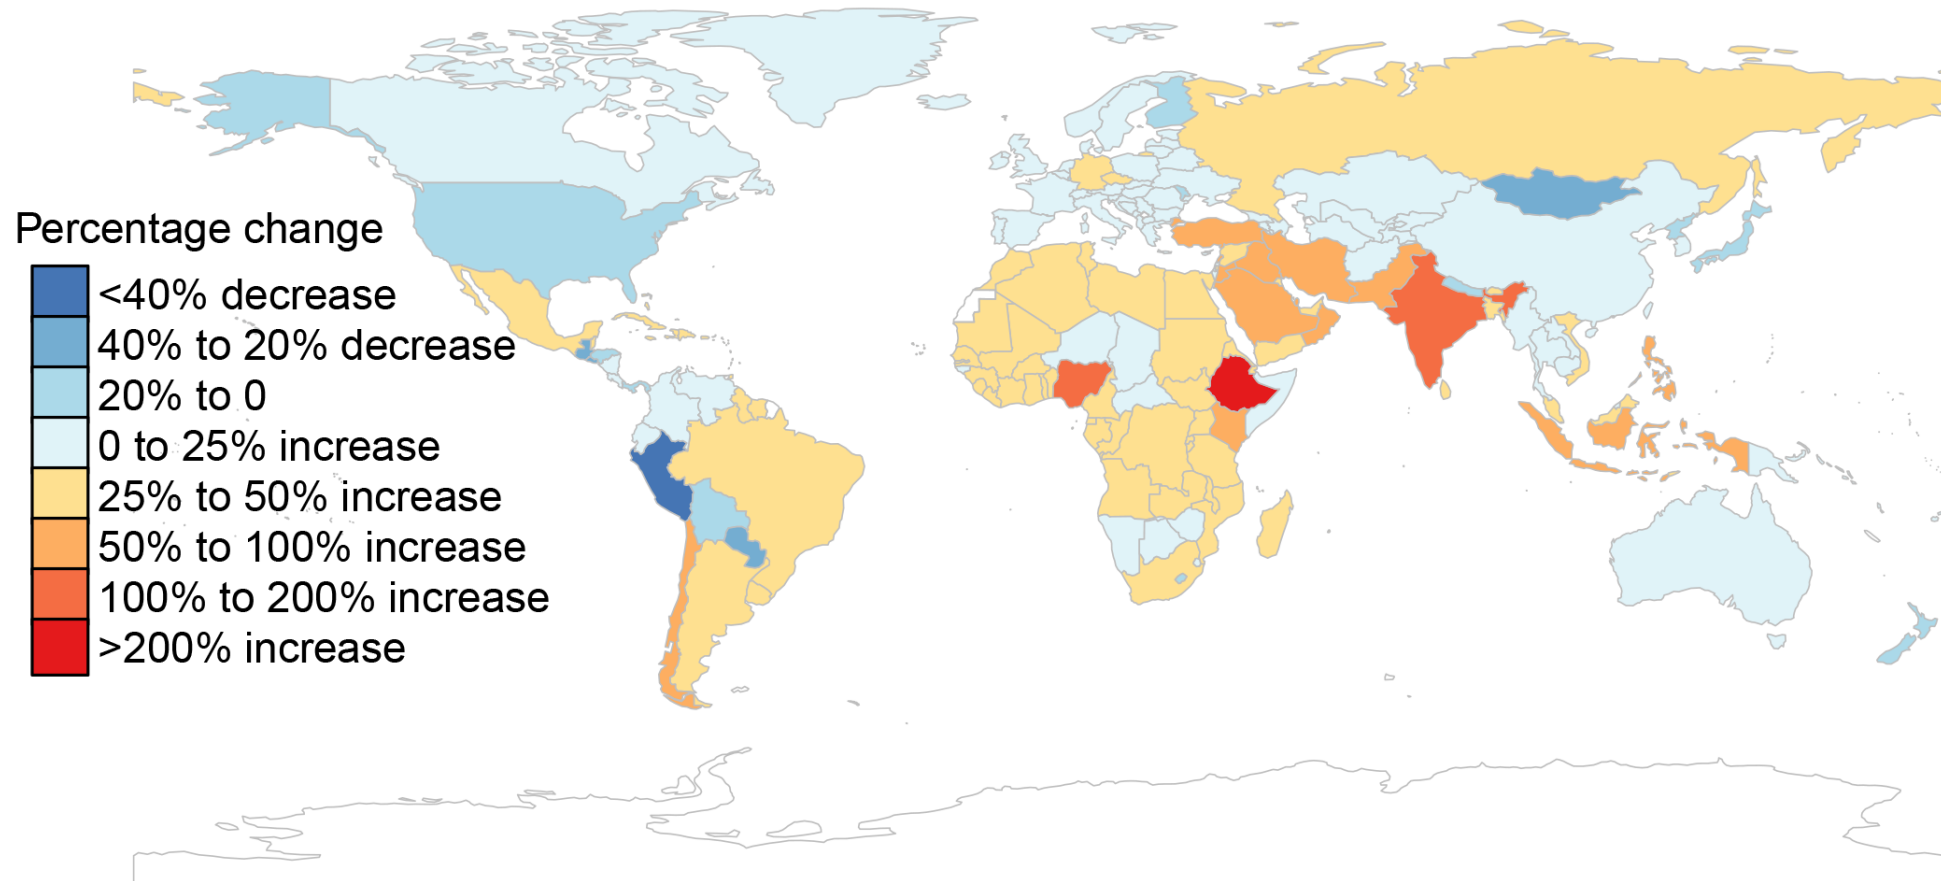 Percentage change
<40% decrease
40% to 20% decrease
20% to 0
0 to 25% increase
25% to 50% increase
50% to 100% increase
100% to 200% increase
>200% increase